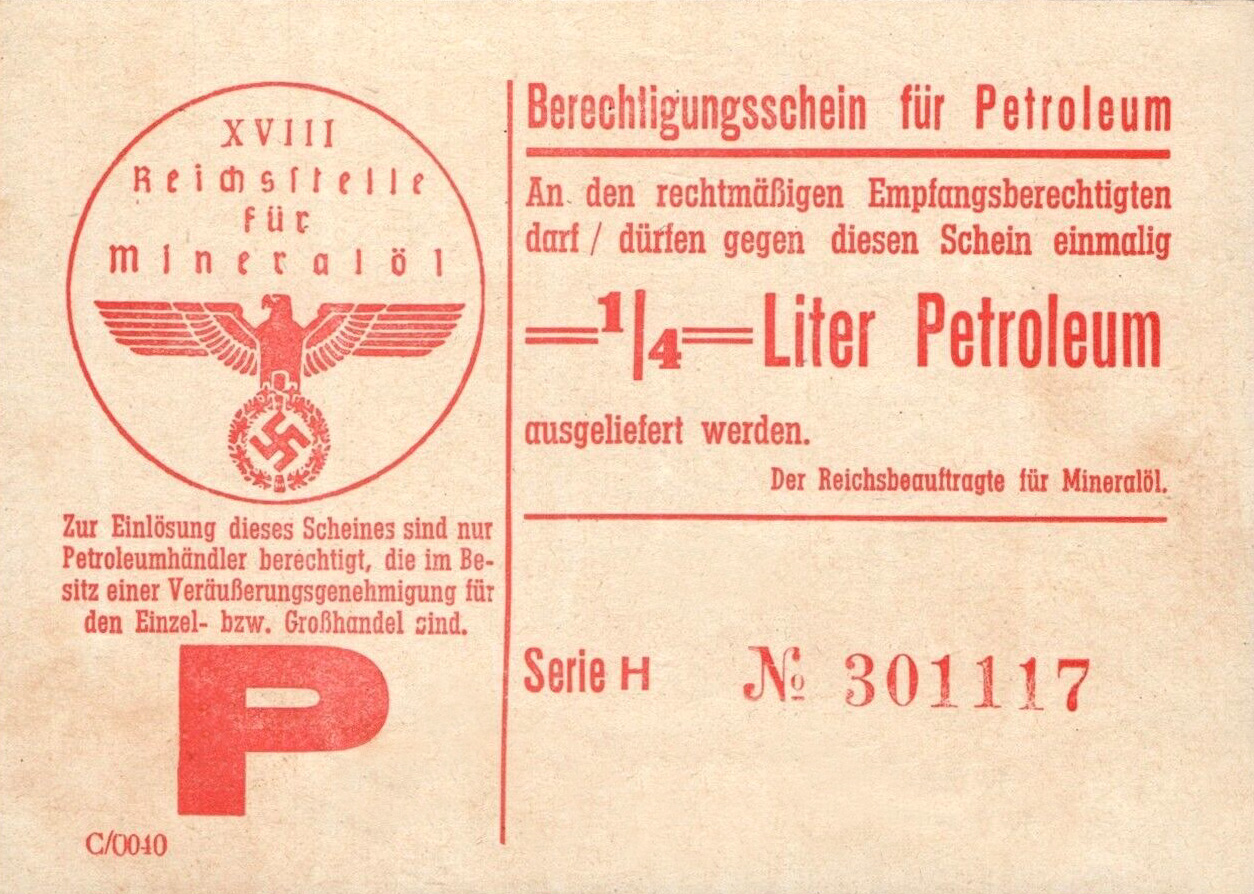 XVIII
Reichsstelle
für
Mineralöl
Zur Einlösung dieses Scheines sind nur
Petroleumhändler berechtigt, die im Be-
sitz einer Veräußerungsgenehmigung für
den Einzel- bzw. Großhandel sind.
P
C/0040
Berechtigungsschein für Petroleum
An den rechtmäßigen Empfangsberechtigten
darf / dürfen gegen diesen Schein einmalig
=1/4= Liter Petroleum
ausgeliefert werden.
Der Reichsbeauftragte für Mineralöl.
Serie H № 301117